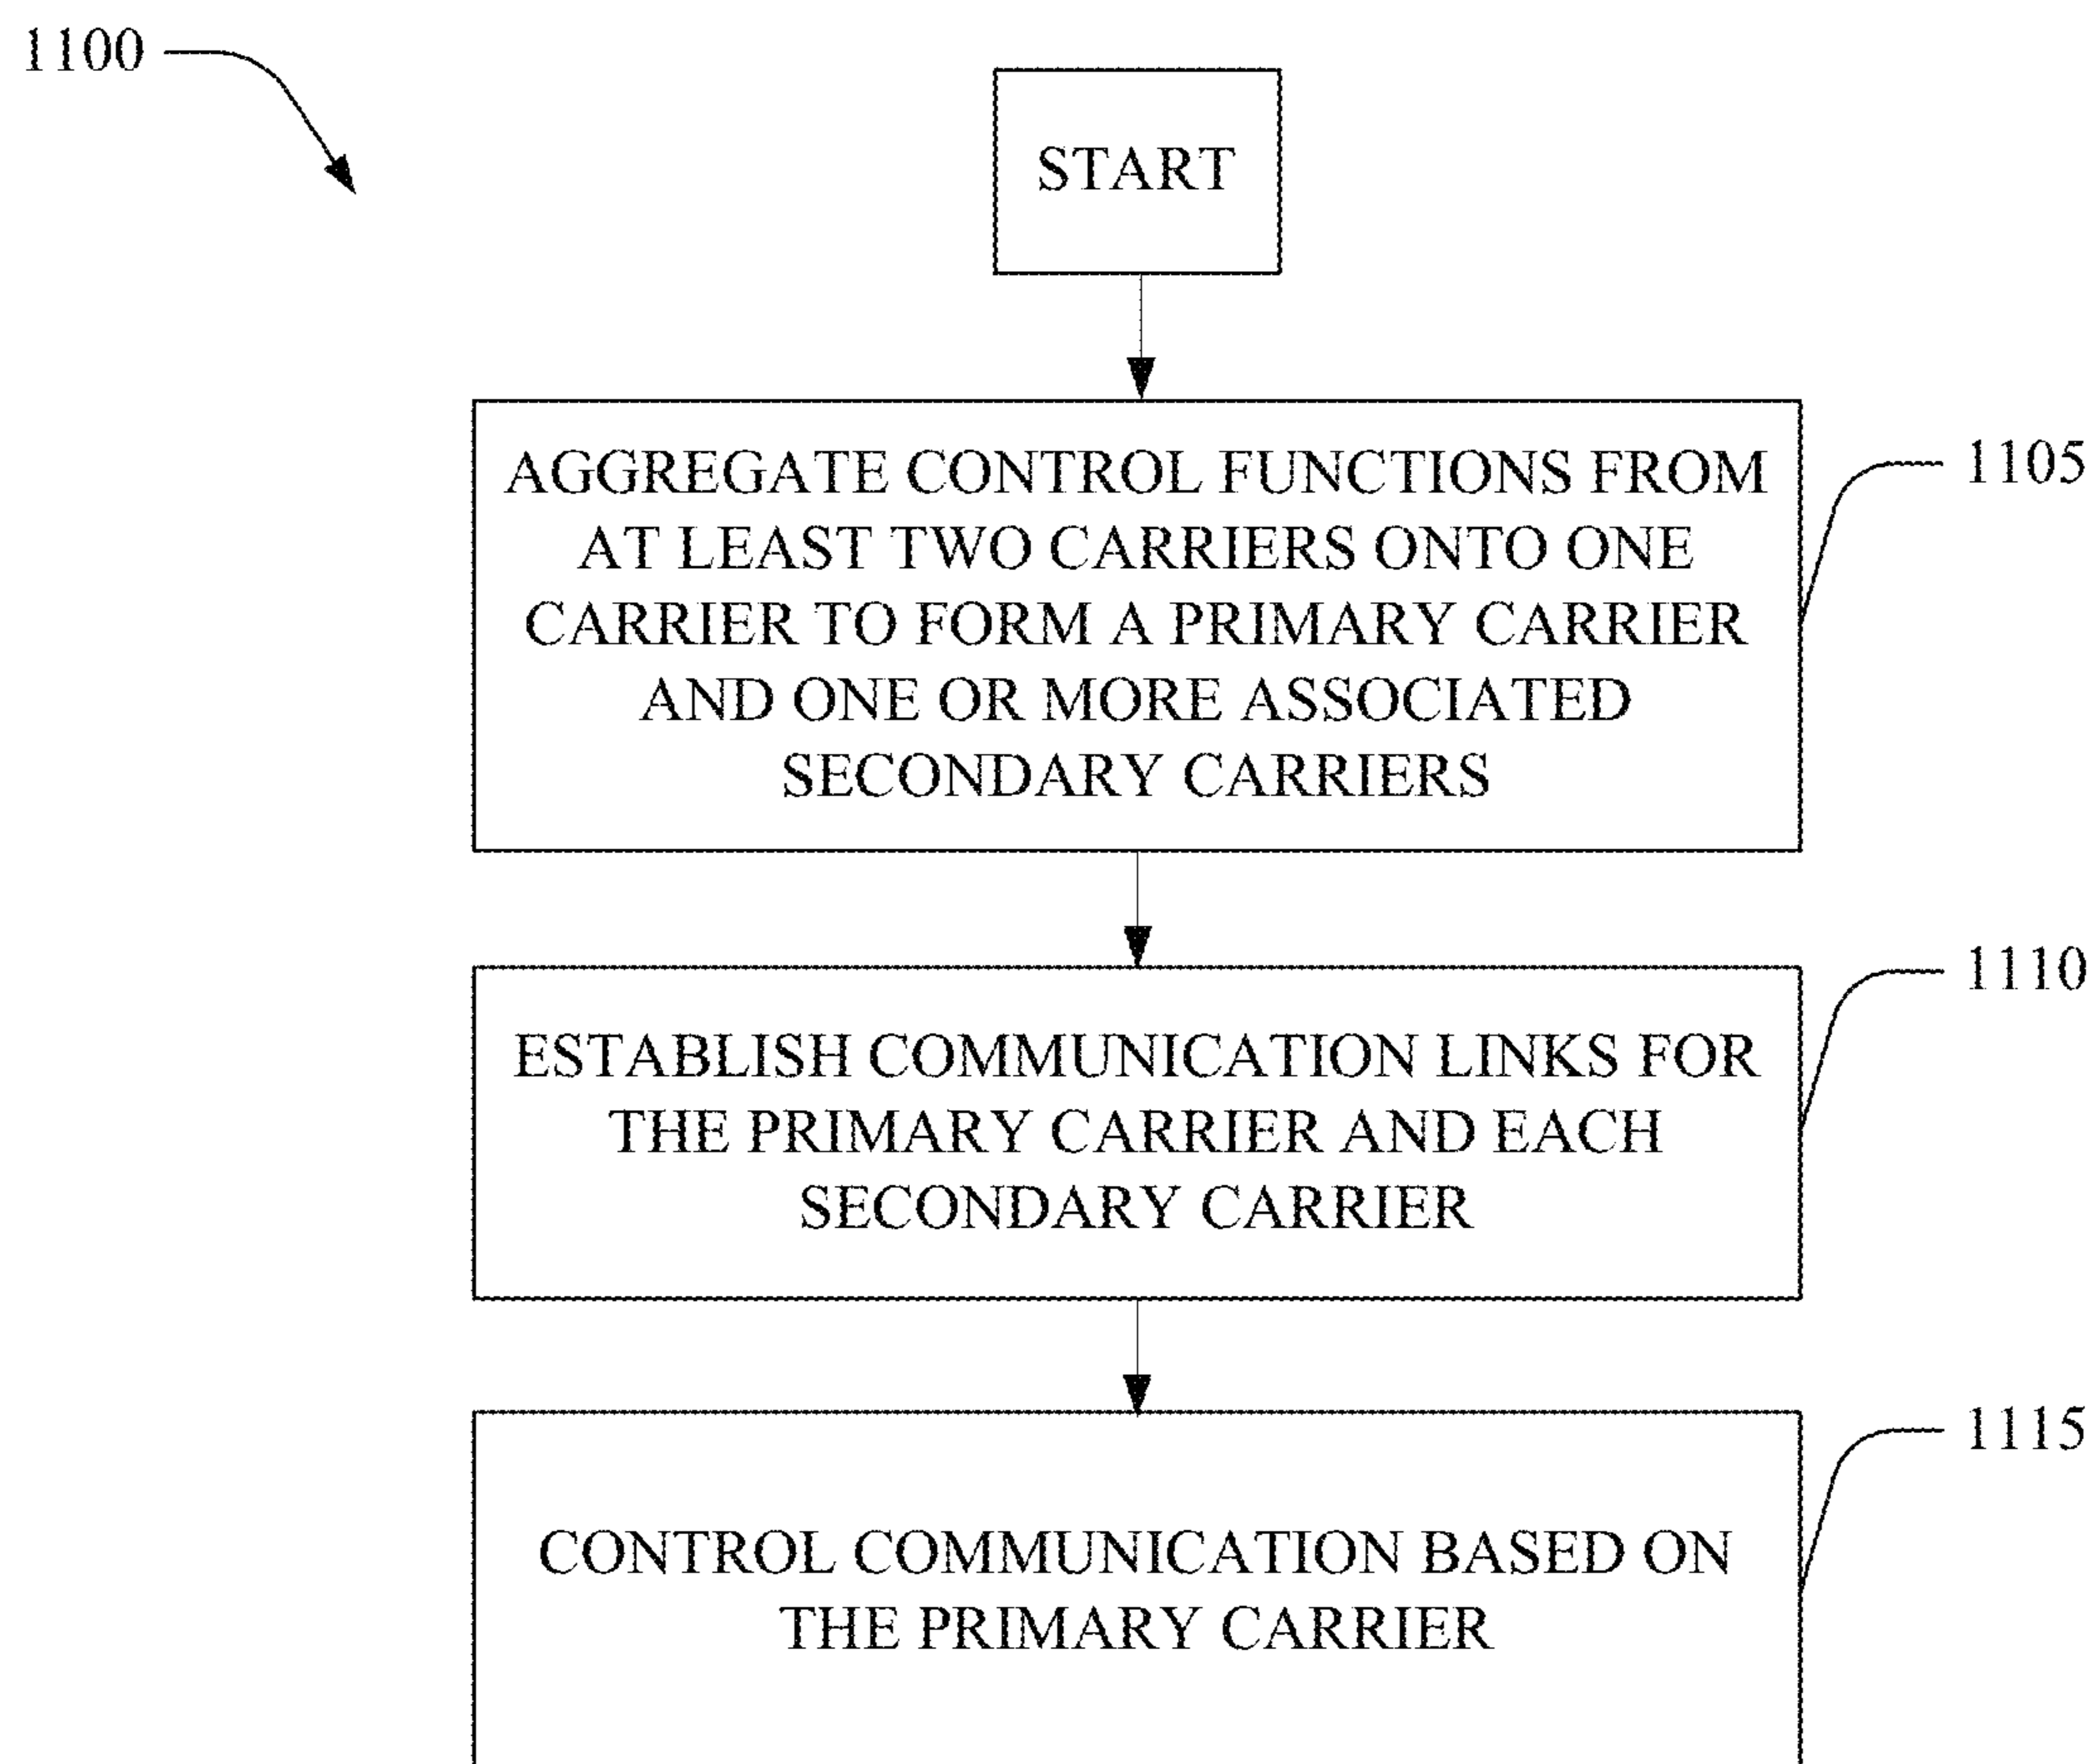 1100
START
AGGREGATE CONTROL FUNCTIONS FROM
AT LEAST TWO CARRIERS ONTO ONE
CARRIER TO FORM A PRIMARY CARRIER
AND ONE OR MORE ASSOCIATED
SECONDARY CARRIERS
1105
ESTABLISH COMMUNICATION LINKS FOR
THE PRIMARY CARRIER AND EACH
SECONDARY CARRIER
1110
CONTROL COMMUNICATION BASED ON
THE PRIMARY CARRIER
1115